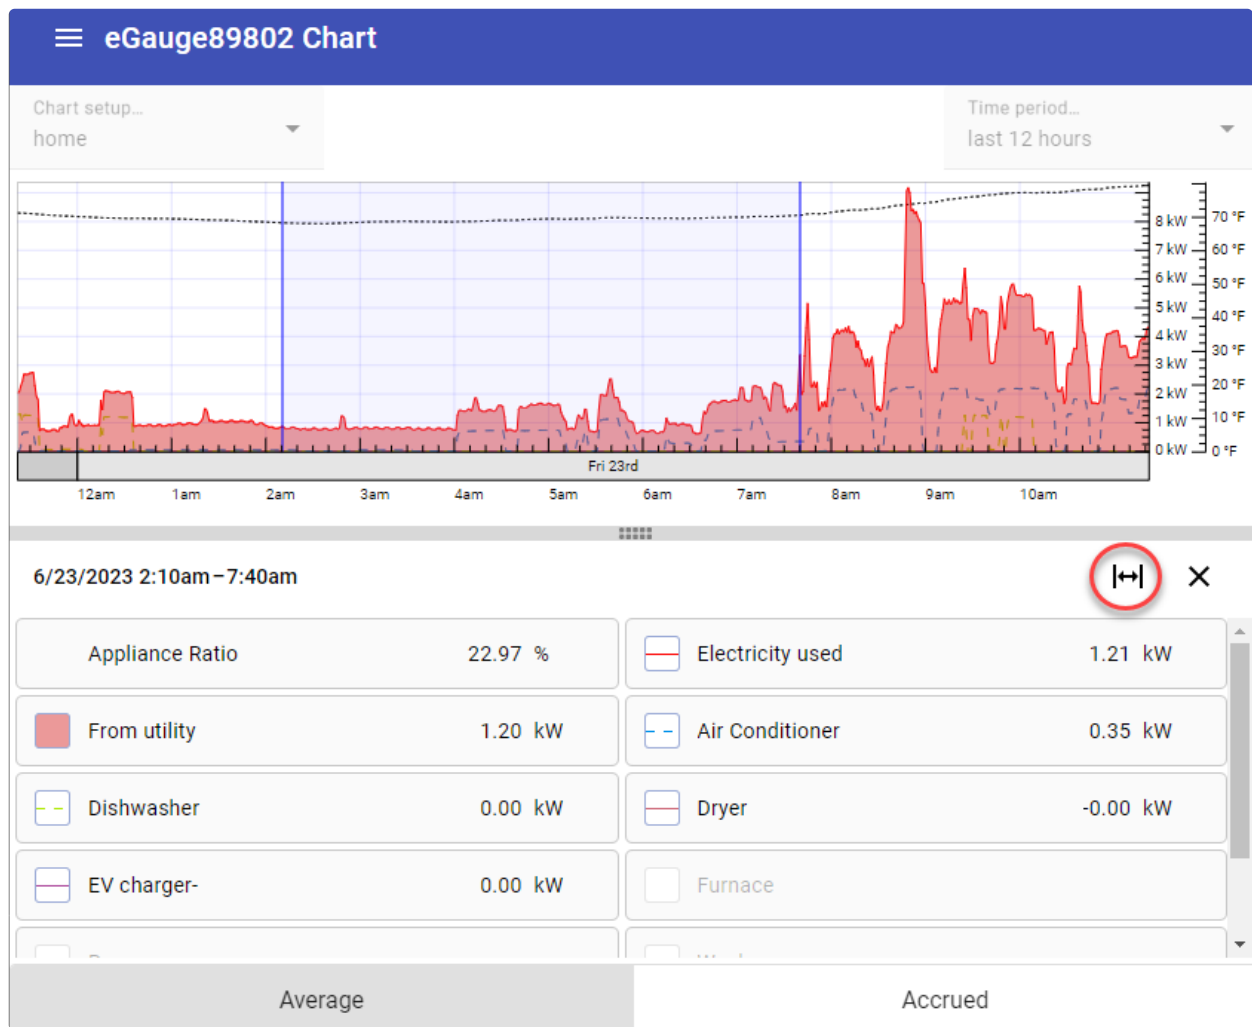 eGauge89802 Chart
Chart setup...
home
Time period...
last 12 hours
8 kW
7 kW
6 kW
5 kW
4 kW
3 kW
2 kW
1 kW
0 kW
70 °F
60 °F
50 °F
40 °F
30 °F
20 °F
10 °F
0 °F
Fri 23rd
12am 1am 2am 3am 4am 5am 6am 7am 8am 9am 10am
6/23/2023 2:10am–7:40am
Appliance Ratio 22.97 %
Electricity used 1.21 kW
From utility 1.20 kW
Air Conditioner 0.35 kW
Dishwasher 0.00 kW
Dryer -0.00 kW
EV charger- 0.00 kW
Furnace
Average
Accrued